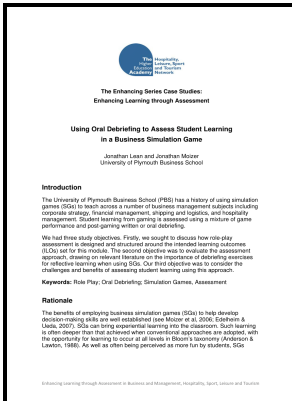 The
Higher
Education
Academy
Hospitality,
Leisure, Sport
and Tourism
Network
The Enhancing Series Case Studies:
Enhancing Learning through Assessment
Using Oral Debriefing to Assess Student Learning
in a Business Simulation Game
Jonathan Lean and Jonathan Moizer
University of Plymouth Business School
Introduction
The University of Plymouth Business School (PBS) has a history of using simulation
games (SGs) to teach across a number of business management subjects including
corporate strategy, financial management, shipping and logistics, and hospitality
management. Student learning from gaming is assessed using a mixture of game
performance and post-gaming written or oral debriefing.
We had three study objectives. Firstly, we sought to discuss how role-play
assessment is designed and structured around the intended learning outcomes
(ILOs) set for this module. The second objective was to evaluate the assessment
approach, drawing on relevant literature on the importance of debriefing exercises
for reflective learning when using SGs. Our third objective was to consider the
challenges and benefits of assessing student learning using this approach.
Keywords: Role Play; Oral Debriefing; Simulation Games, Assessment
Rationale
The benefits of employing business simulation games (SGs) to help develop
decision-making skills are well established (see Moizer et al, 2006; Edelheim &
Ueda, 2007). SGs can bring experiential learning into the classroom. Such learning
is often deeper than that achieved when conventional approaches are adopted, with
the opportunity for learning to occur at all levels in Bloom's taxonomy (Anderson &
Lawton, 1988). As well as often being perceived as more fun by students, SGs
Enhancing Learning through Assessment in Business and Management, Hospitality, Sport, Leisure and Tourism